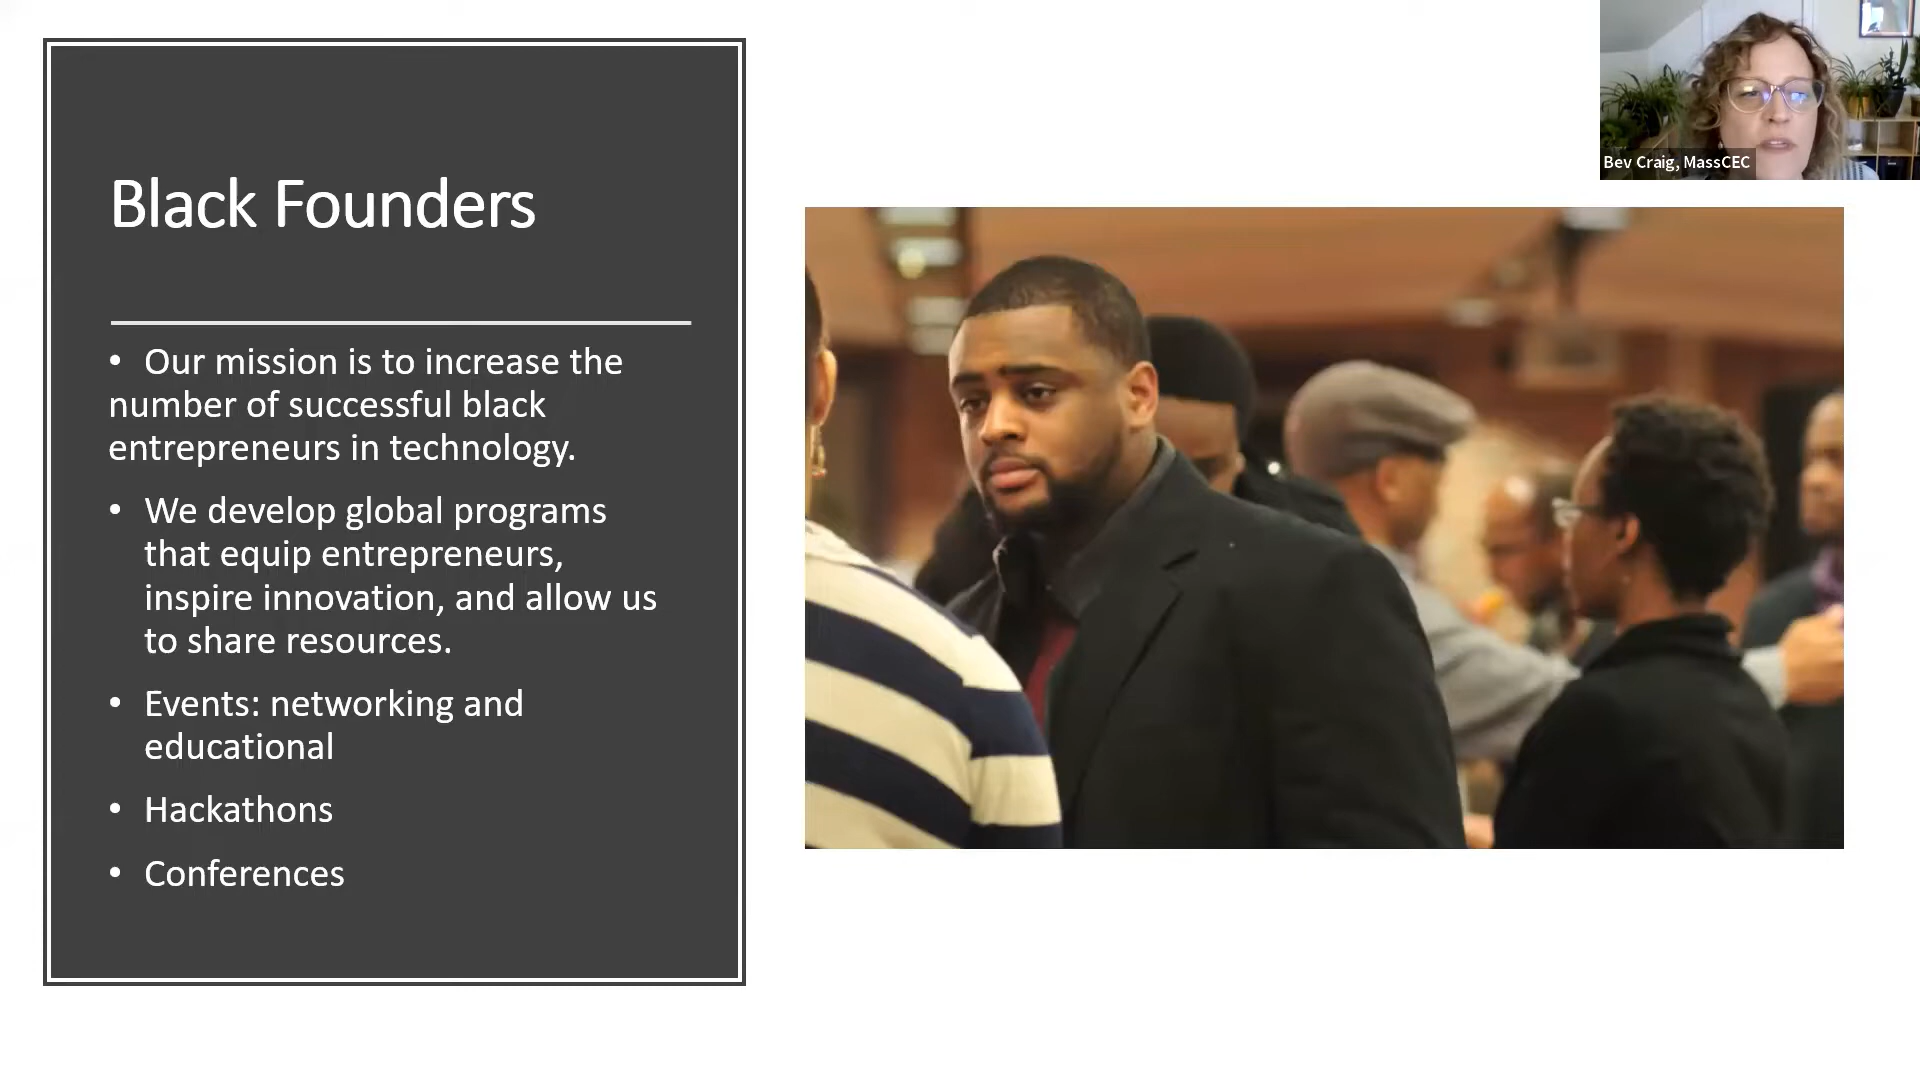 Black Founders
• Our mission is to increase the
number of successful black
entrepreneurs in technology.
• We develop global programs
that equip entrepreneurs,
inspire innovation, and allow us
to share resources.
• Events: networking and
educational
• Hackathons
• Conferences
Bev Craig, MassCEC